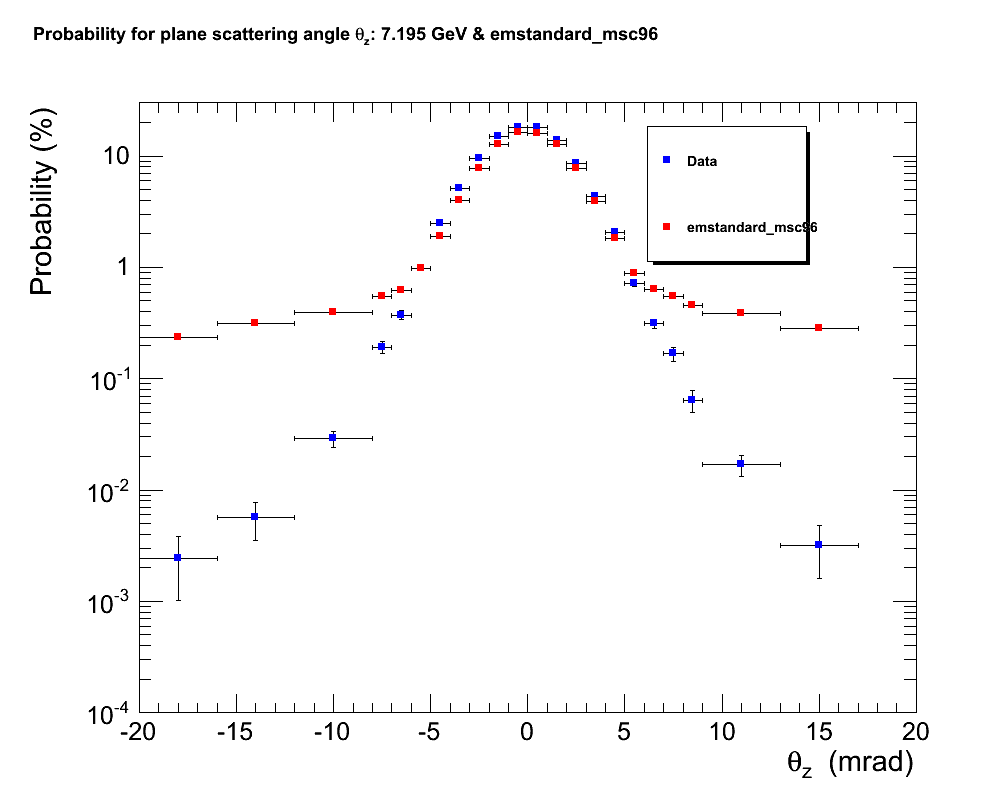 Probability for plane scattering angle θz: 7.195 GeV & emstandard_msc96
Probability (%)
Data
emstandard_msc96
10
1
10-1
10-2
10-3
10-4
-20 -15 -10 -5 0 5 10 15 20
θz (mrad)